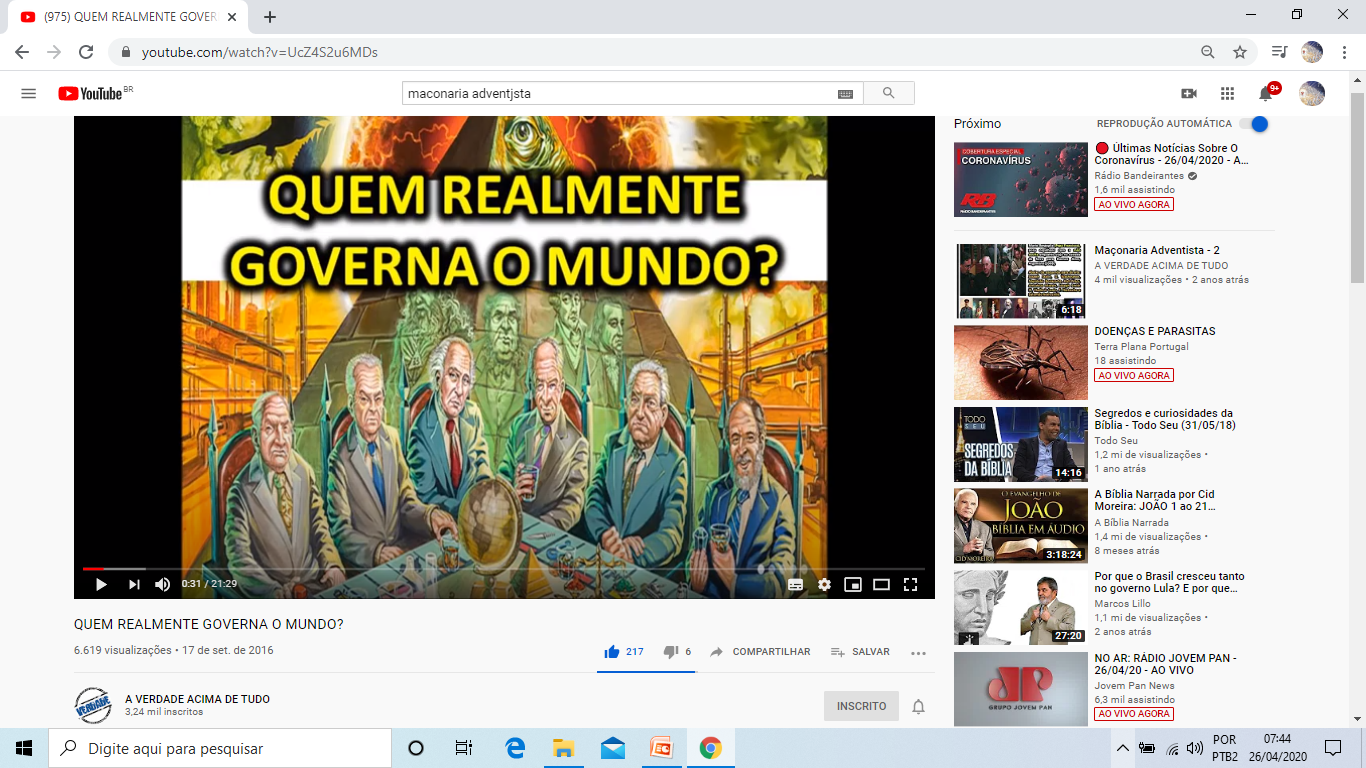 (975) QUEM REALMENTE GOVER
youtube.com/watch?v=UcZ4S2u6MDs
YouTube BR
maconaria adventjsta
9+
QUEM REALMENTE
GOVERNA O MUNDO?
0:31 / 21:29
QUEM REALMENTE GOVERNA O MUNDO?
6.619 visualizações • 17 de set. de 2016
217
6
COMPARTILHAR
SALVAR
VERDADE
A VERDADE ACIMA DE TUDO
3,24 mil inscritos
INSCRITO
Próximo
REPRODUÇÃO AUTOMÁTICA
COBERTURA ESPECIAL
CORONAVÍRUS
RB
RÁDIO BANDEIRANTES
Últimas Notícias Sobre O
Coronavírus - 26/04/2020 - A...
Rádio Bandeirantes
1,6 mil assistindo
AO VIVO AGORA
6:18
Maçonaria Adventista - 2
A VERDADE ACIMA DE TUDO
4 mil visualizações • 2 anos atrás
DOENÇAS E PARASITAS
Terra Plana Portugal
18 assistindo
AO VIVO AGORA
TODO
SEU
SEGREDOS
DA BÍBLIA
14:16
Segredos e curiosidades da
Bíblia - Todo Seu (31/05/18)
Todo Seu
1,2 mi de visualizações •
1 ano atrás
O EVANGELHO DE
JOÃO
BÍBLIA EM ÁUDIO
CID MOREIRA
3:18:24
A Bíblia Narrada por Cid
Moreira: JOÃO 1 ao 21...
A Bíblia Narrada
1,4 mi de visualizações •
8 meses atrás
27:20
Por que o Brasil cresceu tanto
no governo Lula? E por que...
Marcos Lillo
1,1 mi de visualizações •
2 anos atrás
GRUPO JOVEM PAN
NO AR: RÁDIO JOVEM PAN -
26/04/20 - AO VIVO
Jovem Pan News
6,3 mil assistindo
AO VIVO AGORA
Digite aqui para pesquisar
POR
PTB2
07:44
26/04/2020